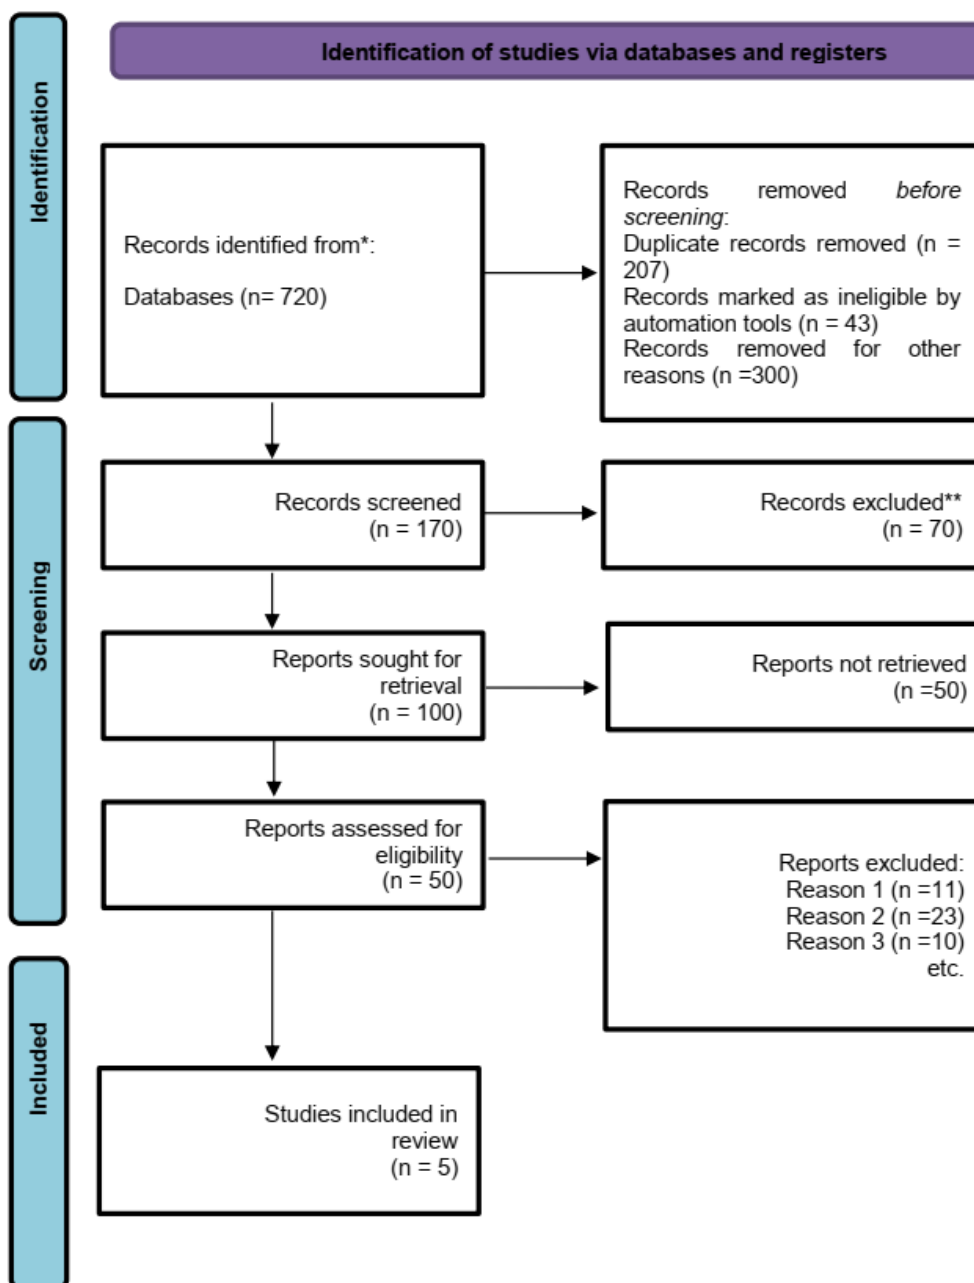 Identification of studies via databases and registers
Identification
Records identified from*:
Databases (n= 720)
Records removed before
screening:
Duplicate records removed (n =
207)
Records marked as ineligible by
automation tools (n = 43)
Records removed for other
reasons (n =300)
Screening
Records screened
(n = 170)
Records excluded**
(n = 70)
Reports sought for
retrieval
(n = 100)
Reports not retrieved
(n =50)
Reports assessed for
eligibility
(n = 50)
Reports excluded:
Reason 1 (n =11)
Reason 2 (n =23)
Reason 3 (n =10)
etc.
Included
Studies included in
review
(n = 5)